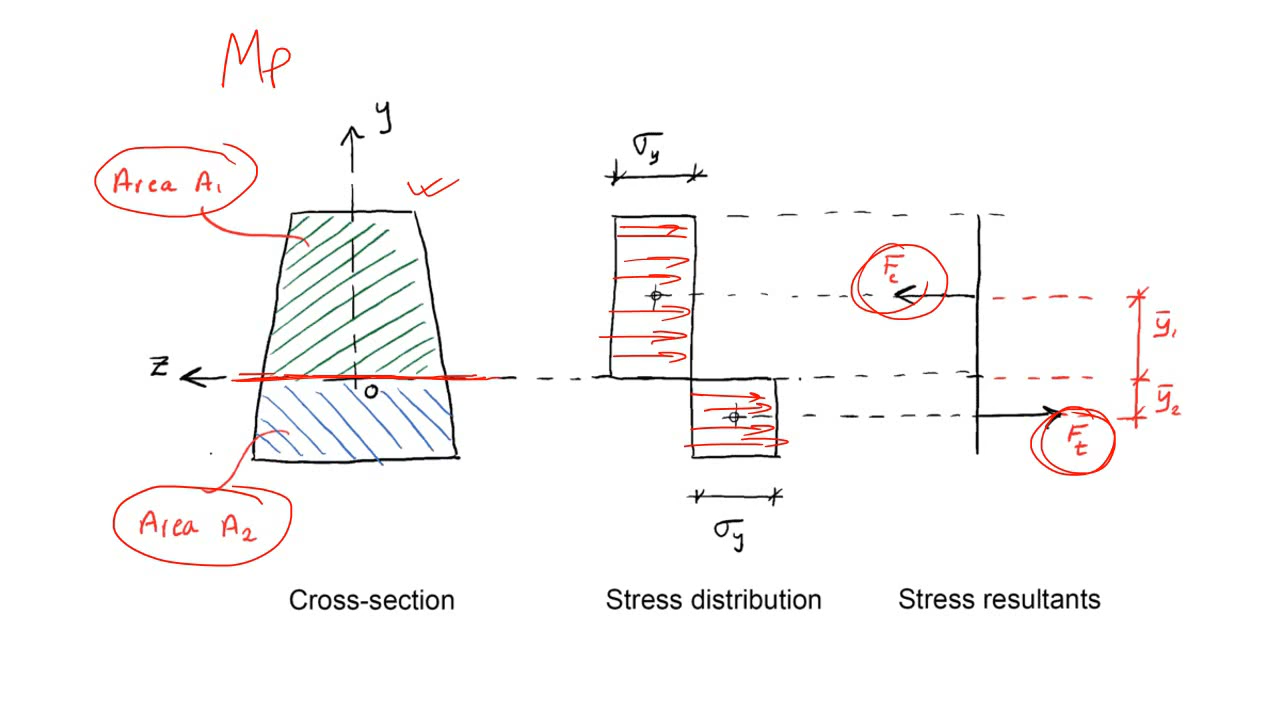 Mp
y
σy
Area A₁
Fc
ȳ₁
z
O
ȳ₂
Ft
Area A₂
σy
Cross-section
Stress distribution
Stress resultants